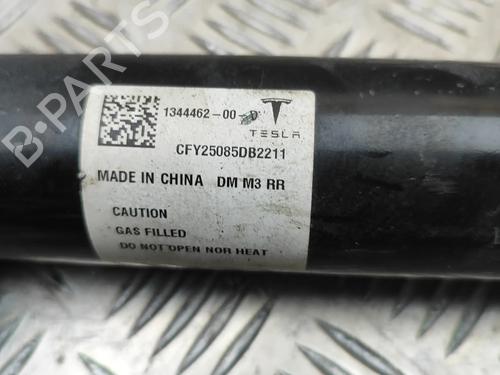 1344462-00-D
TESLA
CFY25085DB2211
MADE IN CHINA DM M3 RR
CAUTION
GAS FILLED
DO NOT OPEN NOR HEAT
B-Parts